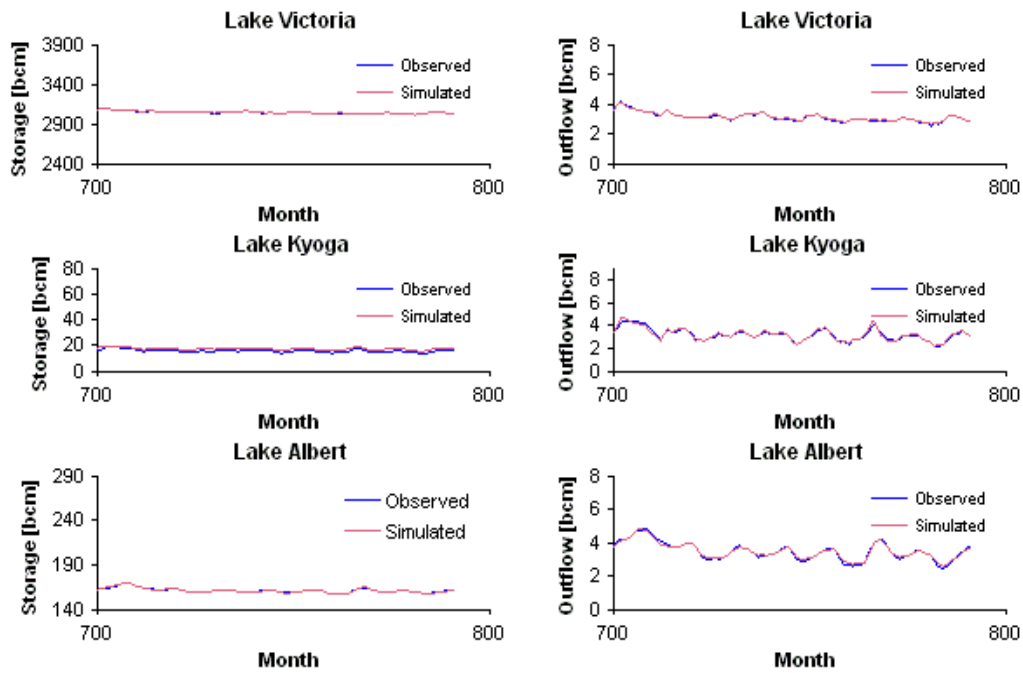 Lake Victoria
Storage [bcm]
3900
3400
2900
2400
Observed
Simulated
700
800
Month
Lake Victoria
Outflow [bcm]
8
6
4
2
0
Observed
Simulated
700
800
Month
Lake Kyoga
Storage [bcm]
80
60
40
20
0
Observed
Simulated
700
800
Month
Lake Kyoga
Outflow [bcm]
8
6
4
2
0
Observed
Simulated
700
800
Month
Lake Albert
Storage [bcm]
290
240
190
140
Observed
Simulated
700
800
Month
Lake Albert
Outflow [bcm]
8
6
4
2
0
Observed
Simulated
700
800
Month